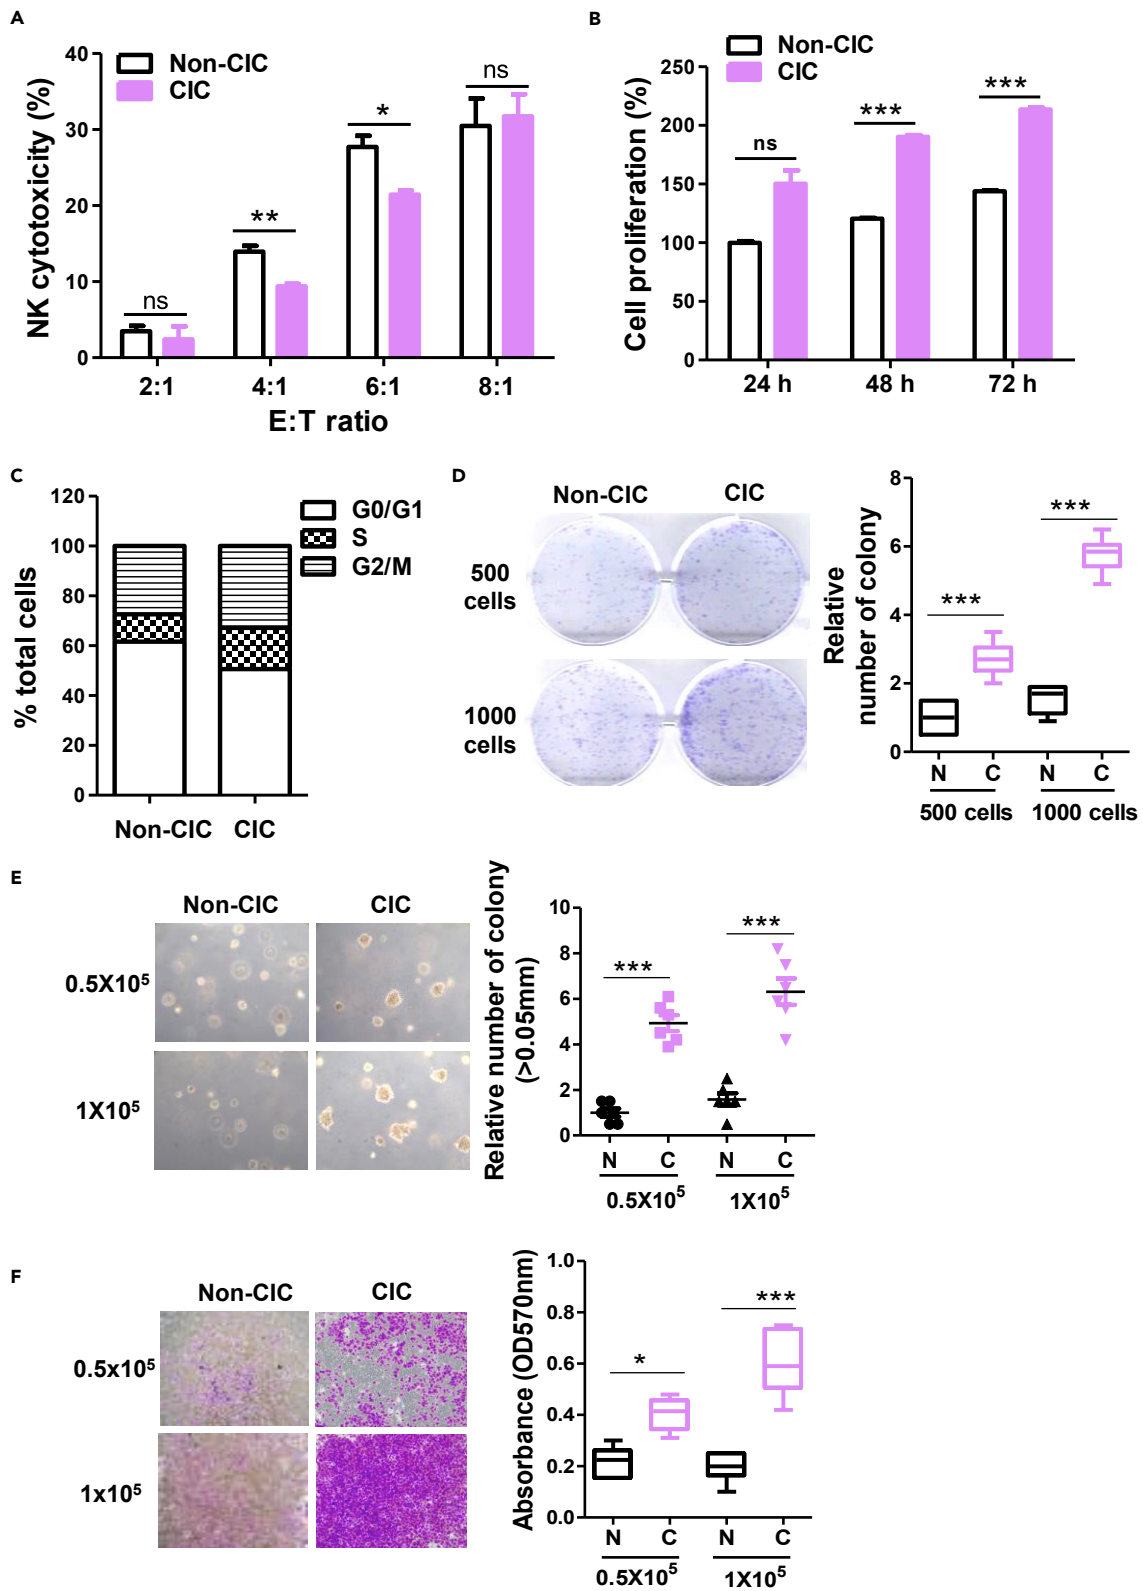 A
NK cytotoxicity (%)
40
30
20
10
0
Non-CIC
CIC
ns
**
*
ns
2:1 4:1 6:1 8:1
E:T ratio
B
Cell proliferation (%)
250
200
150
100
50
0
Non-CIC
CIC
ns
***
***
24 h 48 h 72 h
C
% total cells
120
100
80
60
40
20
0
G0/G1
S
G2/M
Non-CIC CIC
D
Non-CIC CIC
500
cells
1000
cells
Relative
number of colony
8
6
4
2
0
***
***
N C N C
500 cells 1000 cells
E
Non-CIC CIC
0.5X10⁵
1X10⁵
Relative number of colony
(>0.05mm)
10
8
6
4
2
0
***
***
N C N C
0.5X10⁵ 1X10⁵
F
Non-CIC CIC
0.5x10⁵
1x10⁵
Absorbance (OD570nm)
1.0
0.8
0.6
0.4
0.2
0.0
*
***
N C N C
0.5X10⁵ 1X10⁵